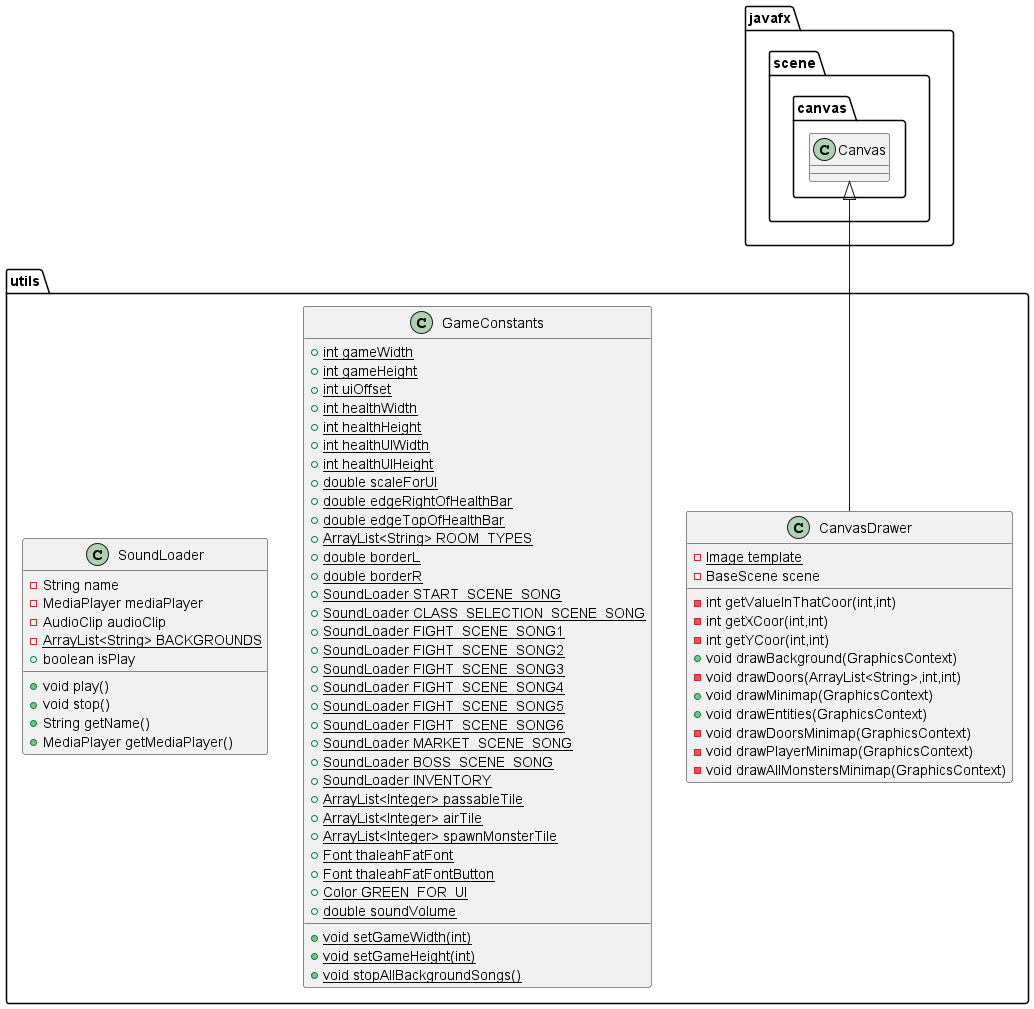 javafx
scene
canvas
C Canvas
utils
C GameConstants
int gameWidth
int gameHeight
int uiOffset
int healthWidth
int healthHeight
int healthUIWidth
int healthUIHeight
double scaleForUI
double edgeRightOfHealthBar
double edgeTopOfHealthBar
ArrayList<String> ROOM_TYPES
double borderL
double borderR
SoundLoader START_SCENE_SONG
SoundLoader CLASS_SELECTION_SCENE_SONG
SoundLoader FIGHT_SCENE_SONG1
SoundLoader FIGHT_SCENE_SONG2
SoundLoader FIGHT_SCENE_SONG3
SoundLoader FIGHT_SCENE_SONG4
SoundLoader FIGHT_SCENE_SONG5
SoundLoader FIGHT_SCENE_SONG6
SoundLoader MARKET_SCENE_SONG
SoundLoader BOSS_SCENE_SONG
SoundLoader INVENTORY
ArrayList<Integer> passableTile
ArrayList<Integer> airTile
ArrayList<Integer> spawnMonsterTile
Font thaleahFatFont
Font thaleahFatFontButton
Color GREEN_FOR_UI
double soundVolume
void setGameWidth(int)
void setGameHeight(int)
void stopAllBackgroundSongs()
C SoundLoader
String name
MediaPlayer mediaPlayer
AudioClip audioClip
ArrayList<String> BACKGROUNDS
boolean isPlay
void play()
void stop()
String getName()
MediaPlayer getMediaPlayer()
C CanvasDrawer
Image template
BaseScene scene
int getValueInThatCoor(int,int)
int getXCoor(int,int)
int getYCoor(int,int)
void drawBackground(GraphicsContext)
void drawDoors(ArrayList<String>,int,int)
void drawMinimap(GraphicsContext)
void drawEntities(GraphicsContext)
void drawDoorsMinimap(GraphicsContext)
void drawPlayerMinimap(GraphicsContext)
void drawAllMonstersMinimap(GraphicsContext)